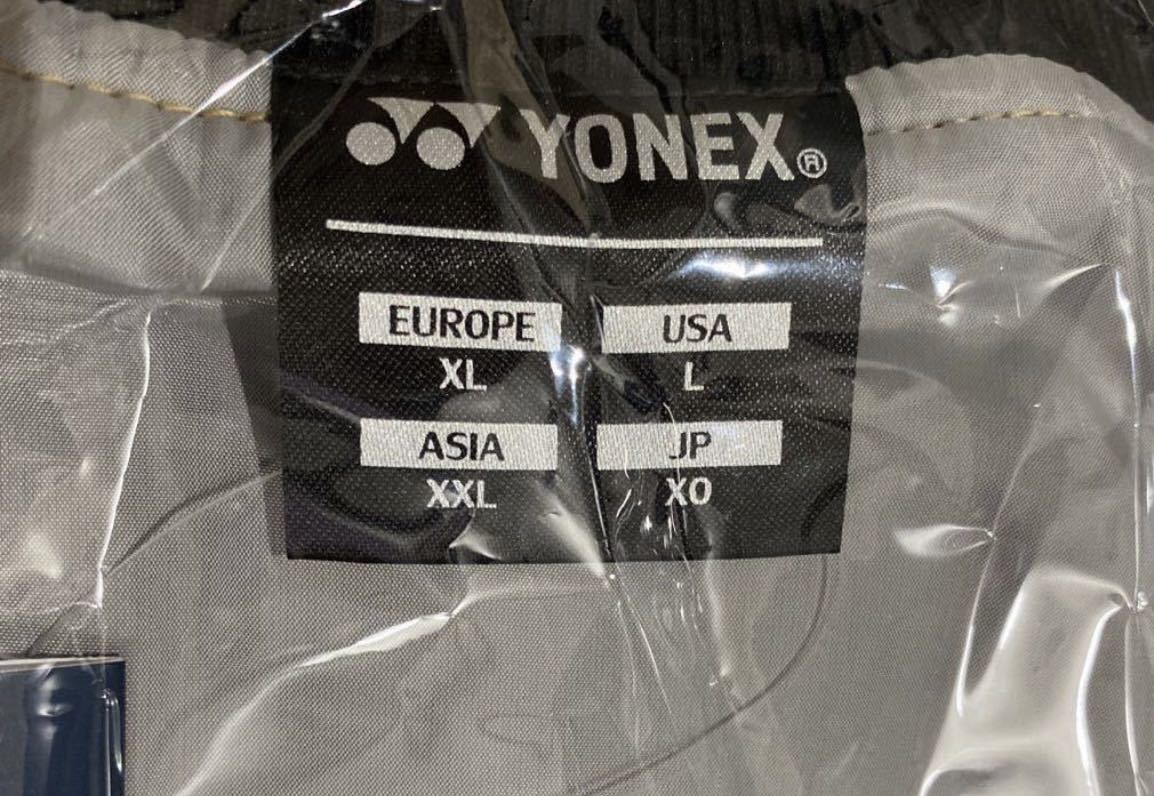 YONEX®
EUROPE USA
XL L
ASIA JP
XXL XO